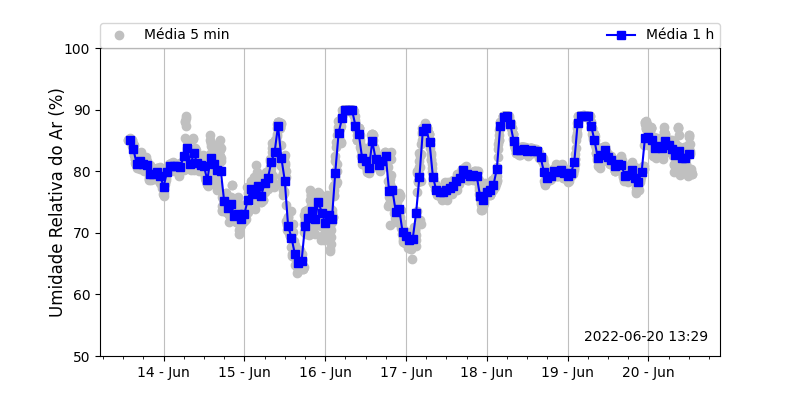 Média 5 min
Média 1 h
Umidade Relativa do Ar (%)
100
90
80
70
60
50
2022-06-20 13:29
14 - Jun
15 - Jun
16 - Jun
17 - Jun
18 - Jun
19 - Jun
20 - Jun